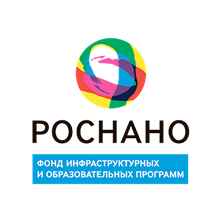 РОСНАНО
ФОНД ИНФРАСТРУКТУРНЫХ
И ОБРАЗОВАТЕЛЬНЫХ ПРОГРАММ